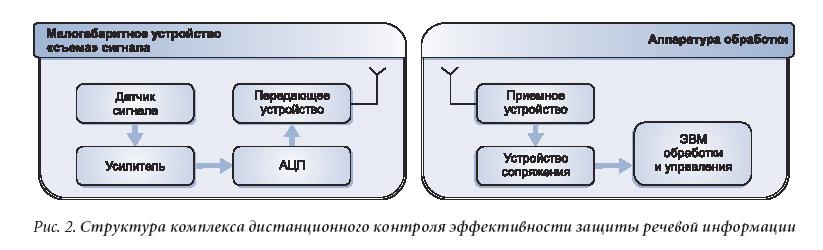 Малогабаритное устройство
«съема» сигнала
Датчик
сигнала
Передающее
устройство
Усилитель
АЦП
Аппаратура обработки
Приемное
устройство
Устройство
сопряжения
ЭВМ
обработки
и управления
Рис. 2. Структура комплекса дистанционного контроля эффективности защиты речевой информации